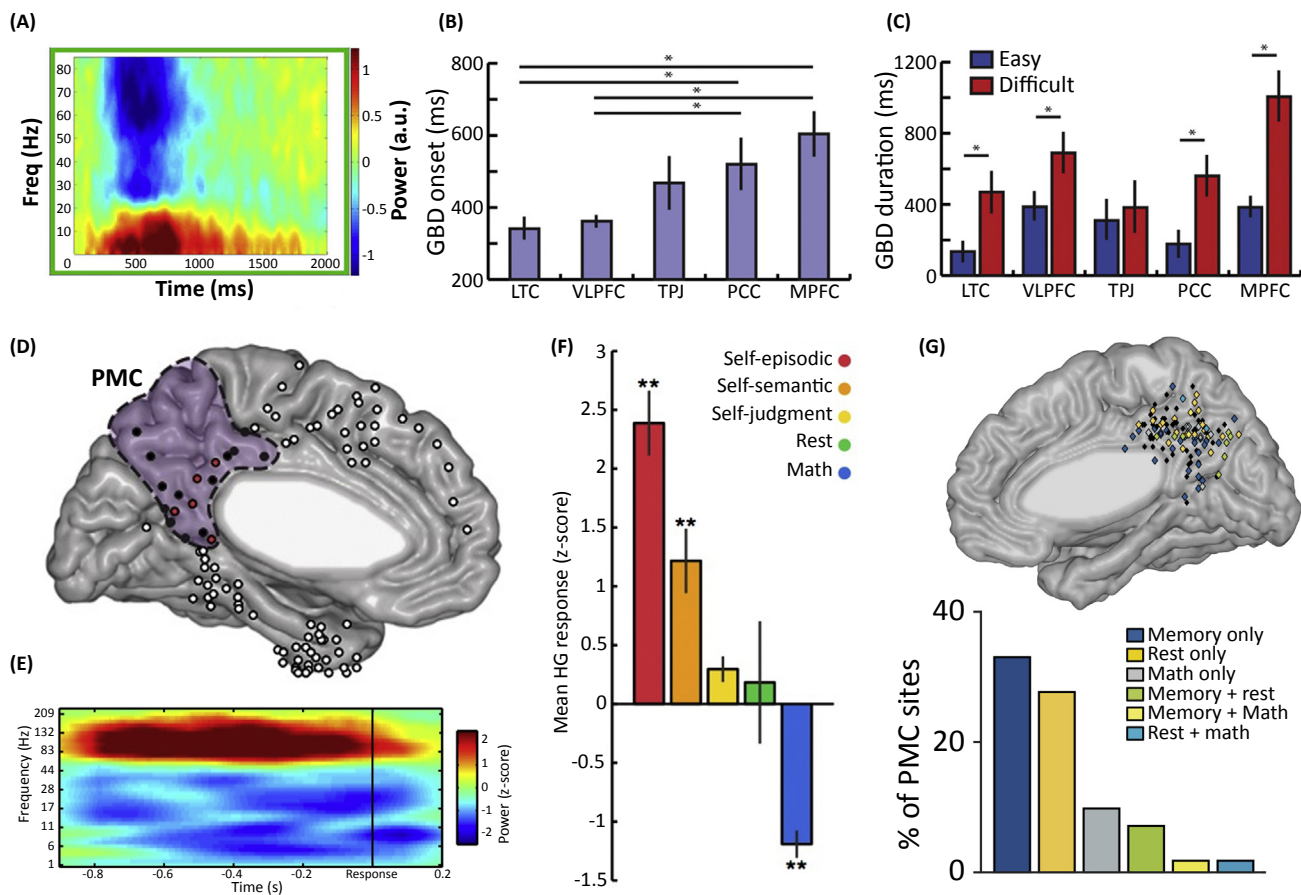 (A)
Freq (Hz)
80
70
60
50
40
30
20
10
0
500
1000
1500
2000
Time (ms)
1
0.5
0
-0.5
-1
Power (a.u.)
(B)
GBD onset (ms)
800
600
400
200
*
*
*
*
LTC
VLPFC
TPJ
PCC
MPFC
(C)
GBD duration (ms)
1200
800
400
0
Easy
Difficult
*
*
*
*
LTC
VLPFC
TPJ
PCC
MPFC
(D)
PMC
(E)
Frequency (Hz)
209
132
83
44
28
17
11
6
1
-0.8
-0.6
-0.4
-0.2
Response
0.2
Time (s)
2
1
0
-1
-2
Power (z-score)
(F)
Mean HG response (z-score)
3
2.5
2
1.5
1
0.5
0
-0.5
-1
-1.5
**
**
**
Self-episodic
Self-semantic
Self-judgment
Rest
Math
(G)
% of PMC sites
40
20
0
Memory only
Rest only
Math only
Memory + rest
Memory + Math
Rest + math